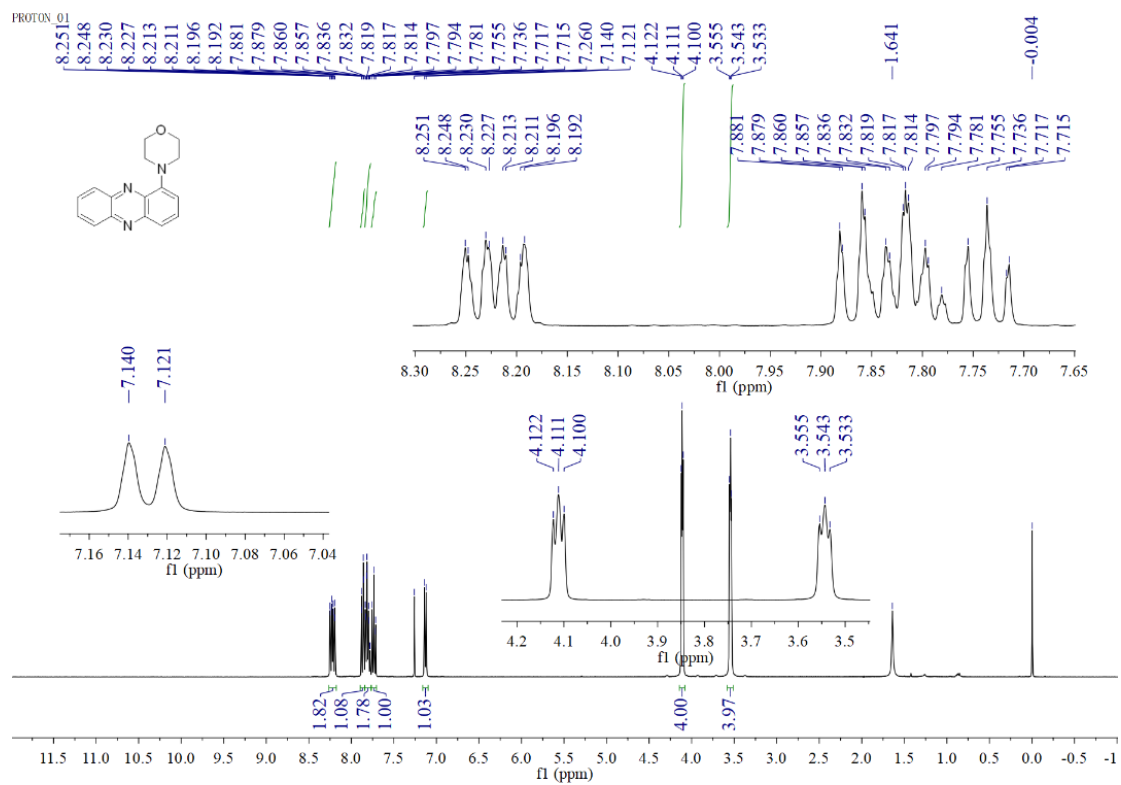 PROTON_01
8.251 8.248 8.230 8.227 8.213 8.211 8.196 8.192 7.881 7.879 7.860 7.857 7.836 7.832 7.819 7.817 7.814 7.797 7.794 7.781 7.755 7.736 7.717 7.715 7.260 7.140 7.121 4.122 4.111 4.100 3.555 3.543 3.533 1.641 -0.004
8.251 8.248 8.230 8.227 8.213 8.211 8.196 8.192 7.881 7.879 7.860 7.857 7.836 7.832 7.819 7.817 7.814 7.797 7.794 7.781 7.755 7.736 7.717 7.715
O
N
N
N
8.30 8.25 8.20 8.15 8.10 8.05 8.00 7.95 7.90 7.85 7.80 7.75 7.70 7.65
f1 (ppm)
7.140 7.121
7.16 7.14 7.12 7.10 7.08 7.06 7.04
f1 (ppm)
4.122 4.111 4.100 3.555 3.543 3.533
4.2 4.1 4.0 3.9 3.8 3.7 3.6 3.5
f1 (ppm)
1.82 1.08 1.78 1.00 1.03 4.00 3.97
11.5 11.0 10.5 10.0 9.5 9.0 8.5 8.0 7.5 7.0 6.5 6.0 5.5 5.0 4.5 4.0 3.5 3.0 2.5 2.0 1.5 1.0 0.5 0.0 -0.5 -1
f1 (ppm)